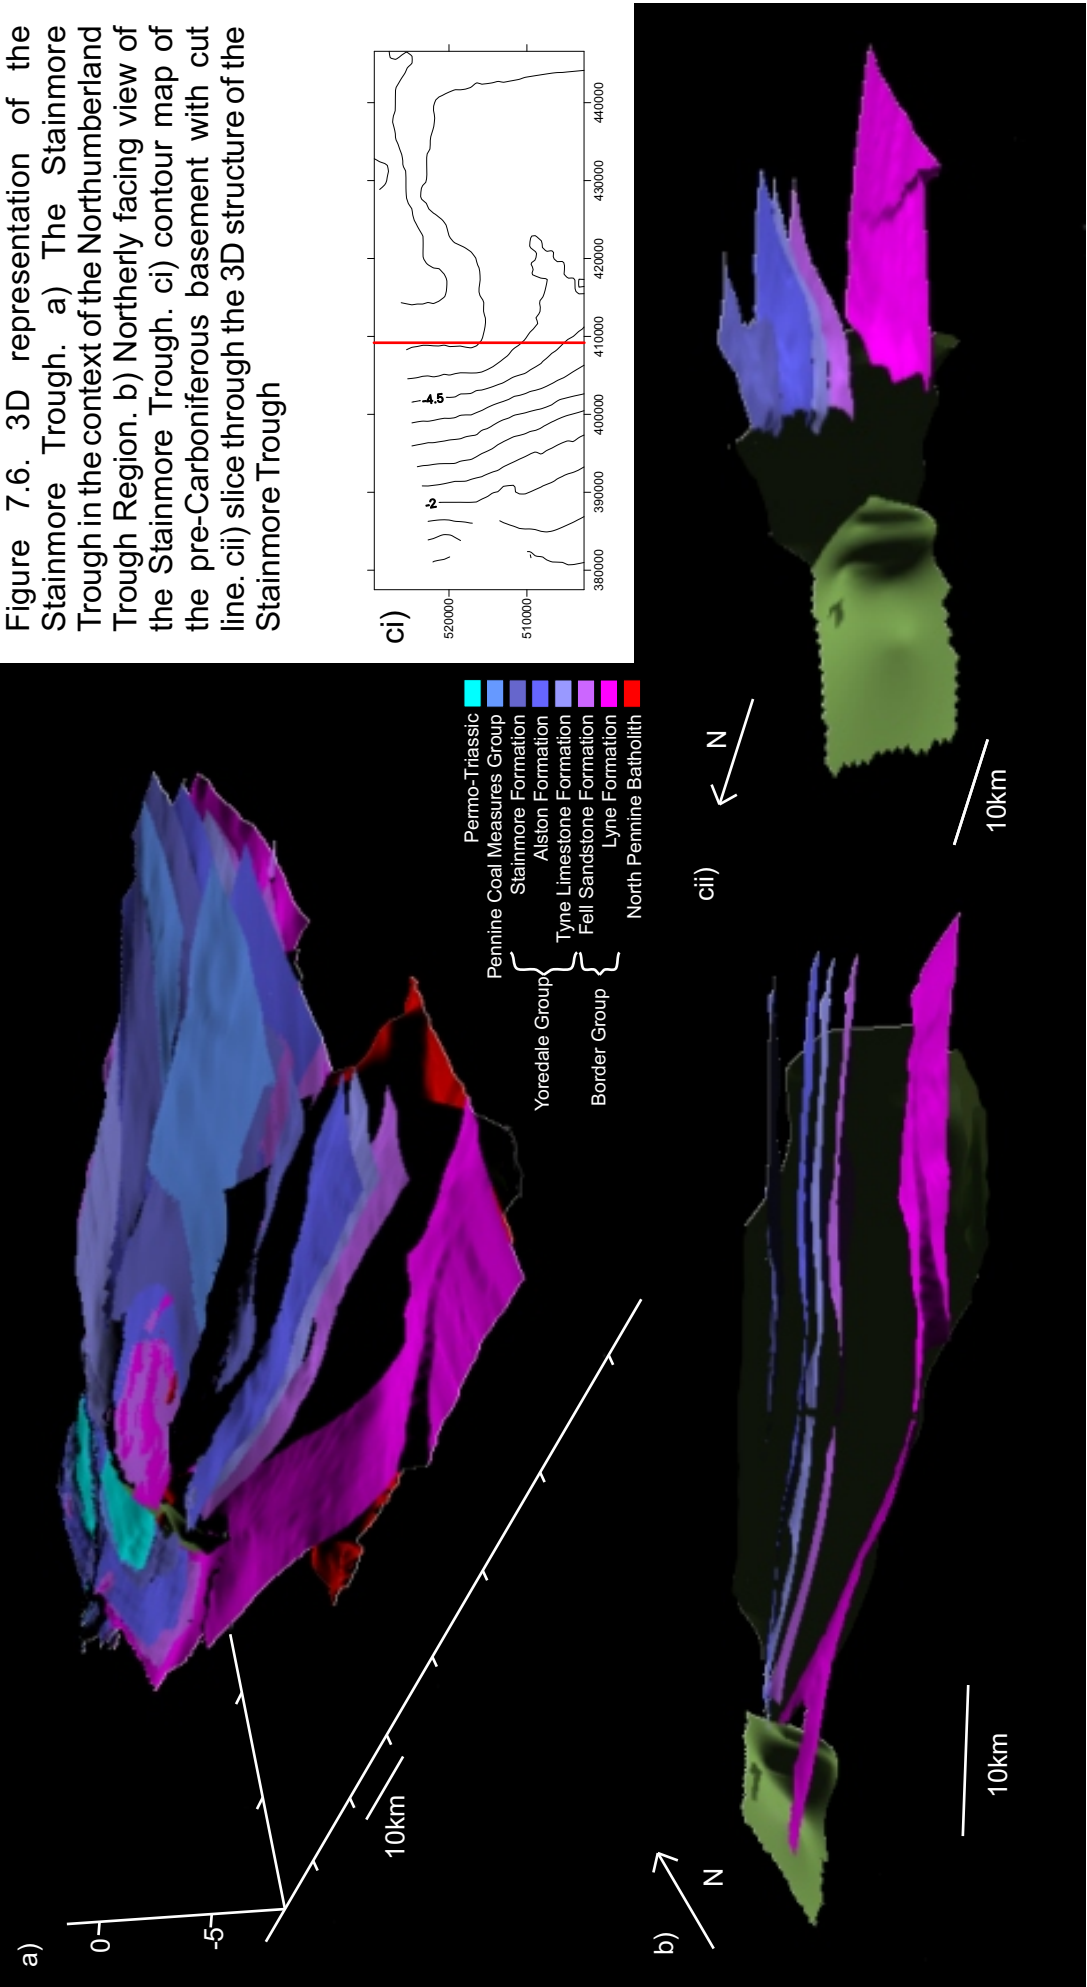 Figure 7.6. 3D representation of the
Stainmore Trough. a) The Stainmore
Trough in the context of the Northumberland
Trough Region. b) Northerly facing view of
the Stainmore Trough. ci) contour map of
the pre-Carboniferous basement with cut
line. cii) slice through the 3D structure of the
Stainmore Trough
a)
0
-5
10km
Permo-Triassic
Pennine Coal Measures Group
Stainmore Formation
Alston Formation
Tyne Limestone Formation
Fell Sandstone Formation
Lyne Formation
North Pennine Batholith
Yoredale Group
Border Group
ci)
520000
510000
-2
-4.5
380000
390000
400000
410000
420000
430000
440000
b)
N
10km
cii)
N
10km